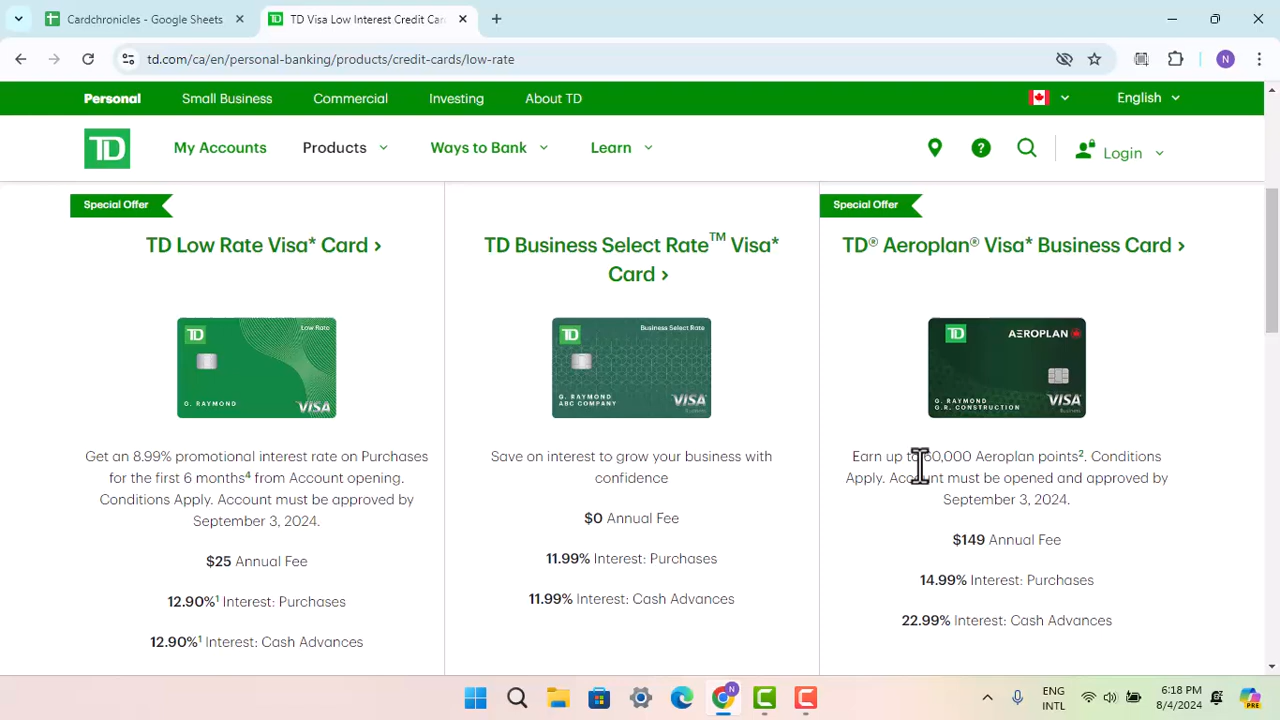 Cardchronicles - Google Sheets
TD Visa Low Interest Credit Car
td.com/ca/en/personal-banking/products/credit-cards/low-rate
N
Personal
Small Business
Commercial
Investing
About TD
English
TD
My Accounts
Products
Ways to Bank
Learn
?
Login
Special Offer
TD Low Rate Visa* Card ›
TD
Low Rate
G. RAYMOND
VISA
Get an 8.99% promotional interest rate on Purchases
for the first 6 months⁴ from Account opening.
Conditions Apply. Account must be approved by
September 3, 2024.
$25 Annual Fee
12.90%¹ Interest: Purchases
12.90%¹ Interest: Cash Advances
TD Business Select Rate™ Visa*
Card ›
TD
Business Select Rate
G. RAYMOND
ABC COMPANY
VISA
Business
Save on interest to grow your business with
confidence
$0 Annual Fee
11.99% Interest: Purchases
11.99% Interest: Cash Advances
Special Offer
TD® Aeroplan® Visa* Business Card ›
TD
AEROPLAN
G. RAYMOND
G.R. CONSTRUCTION
VISA
Business
Earn up to 60,000 Aeroplan points². Conditions
Apply. Account must be opened and approved by
September 3, 2024.
$149 Annual Fee
14.99% Interest: Purchases
22.99% Interest: Cash Advances
ENG
INTL
6:18 PM
8/4/2024
PRE